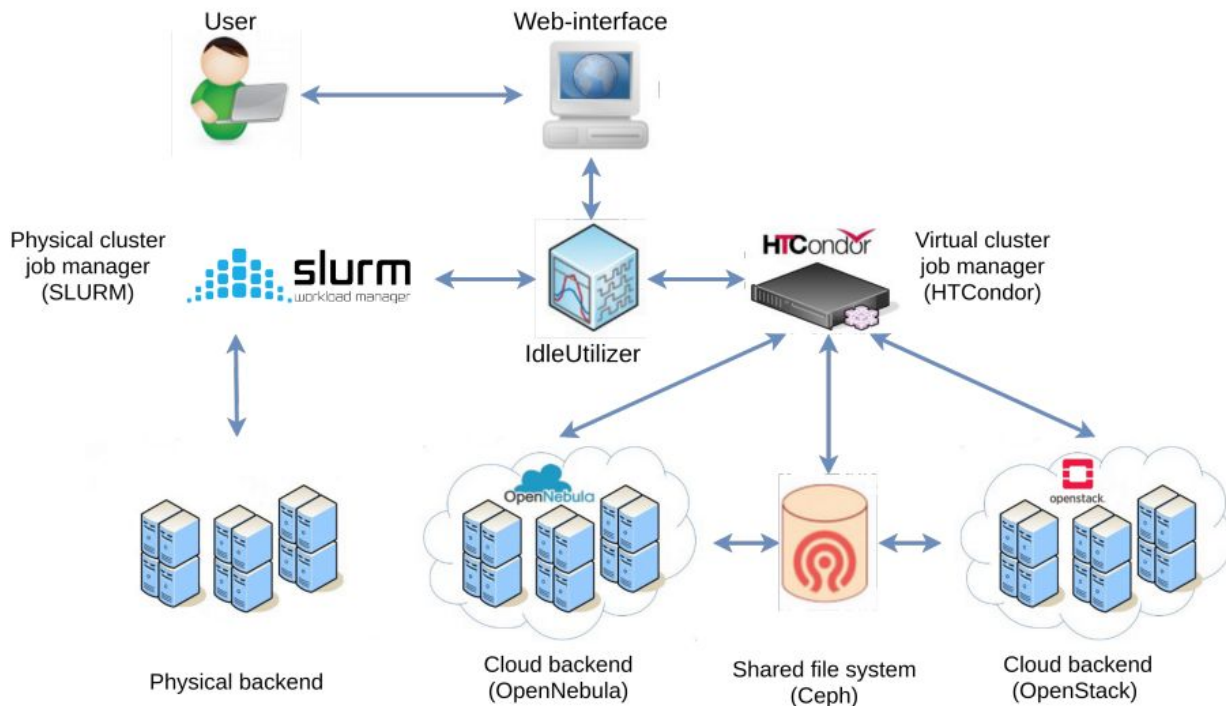 User
Web-interface
Physical cluster
job manager
(SLURM)
slurm
workload manager
HTCondor
Virtual cluster
job manager
(HTCondor)
IdleUtilizer
OpenNebula
openstack.
Physical backend
Cloud backend
(OpenNebula)
Shared file system
(Ceph)
Cloud backend
(OpenStack)